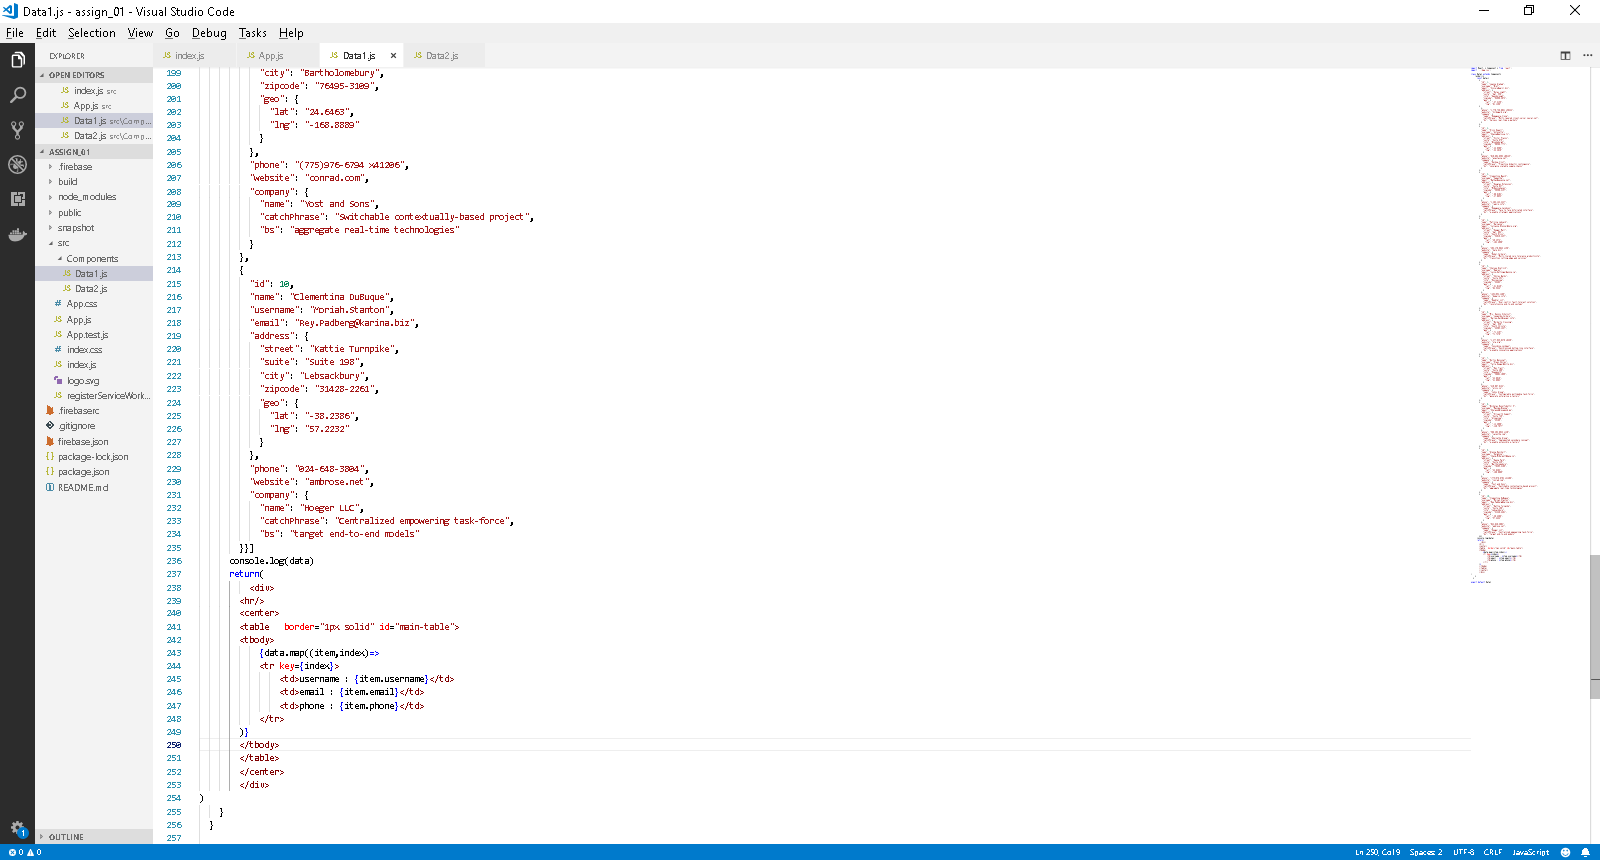 Data1.js - assign_01 - Visual Studio Code
File Edit Selection View Go Debug Tasks Help
EXPLORER
index.js App.js Data1.js × Data2.js
OPEN EDITORS
index.js src
App.js src
Data1.js src\Comp...
Data2.js src\Comp...
ASSIGN_01
.firebase
build
node_modules
public
snapshot
src
Components
Data1.js
Data2.js
App.css
App.js
App.test.js
index.css
index.js
logo.svg
registerServiceWork...
.firebaserc
.gitignore
firebase.json
package-lock.json
package.json
README.md
OUTLINE
199 "city": "Bartholomebury",
200 "zipcode": "76495-3109",
201 "geo": {
202 "lat": "24.6463",
203 "lng": "-168.8889"
204 }
205 },
206 "phone": "(775)976-6794 x41206",
207 "website": "conrad.com",
208 "company": {
209 "name": "Yost and Sons",
210 "catchPhrase": "Switchable contextually-based project",
211 "bs": "aggregate real-time technologies"
212 }
213 },
214 {
215 "id": 10,
216 "name": "Clementina DuBuque",
217 "username": "Moriah.Stanton",
218 "email": "Rey.Padberg@karina.biz",
219 "address": {
220 "street": "Kattie Turnpike",
221 "suite": "Suite 198",
222 "city": "Lebsackbury",
223 "zipcode": "31428-2261",
224 "geo": {
225 "lat": "-38.2386",
226 "lng": "57.2232"
227 }
228 },
229 "phone": "024-648-3804",
230 "website": "ambrose.net",
231 "company": {
232 "name": "Hoeger LLC",
233 "catchPhrase": "Centralized empowering task-force",
234 "bs": "target end-to-end models"
235 }}]
236 console.log(data)
237 return(
238 <div>
239 <hr/>
240 <center>
241 <table border="1px solid" id="main-table">
242 <tbody>
243 {data.map((item,index)=>
244 <tr key={index}>
245 <td>username : {item.username}</td>
246 <td>email : {item.email}</td>
247 <td>phone : {item.phone}</td>
248 </tr>
249 )}
250 </tbody>
251 </table>
252 </center>
253 </div>
254 )
255 }
256 }
257
1
0 0 Ln 250, Col 9 Spaces: 2 UTF-8 CRLF JavaScript